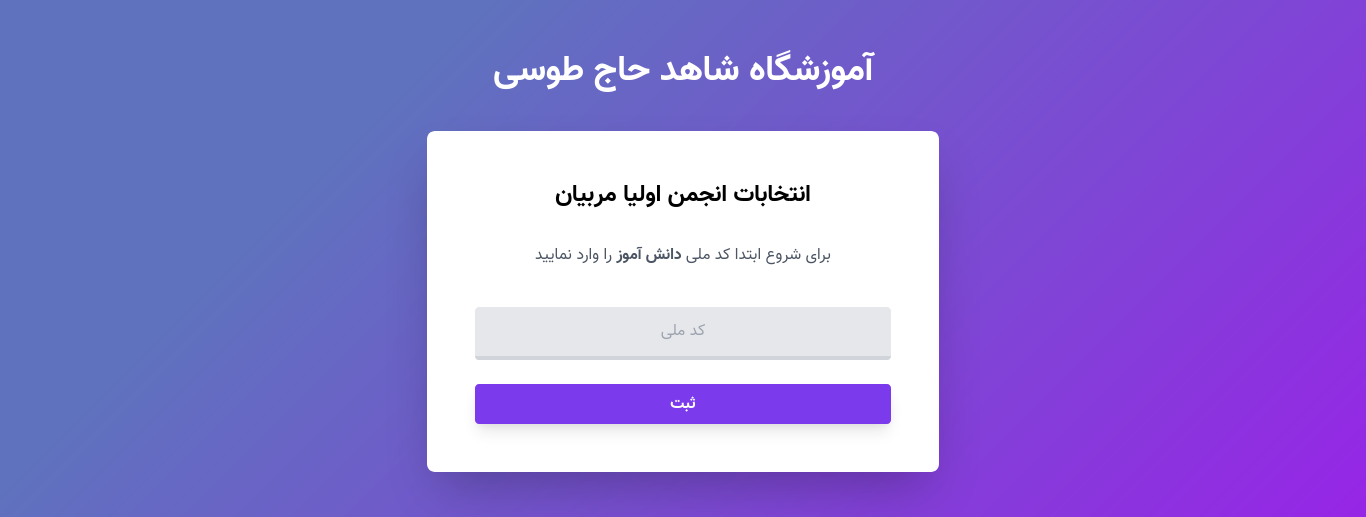 آموزشگاه شاهد حاج طوسی
انتخابات انجمن اولیا مربیان
برای شروع ابتدا کد ملی دانش آموز را وارد نمایید
کد ملی
ثبت